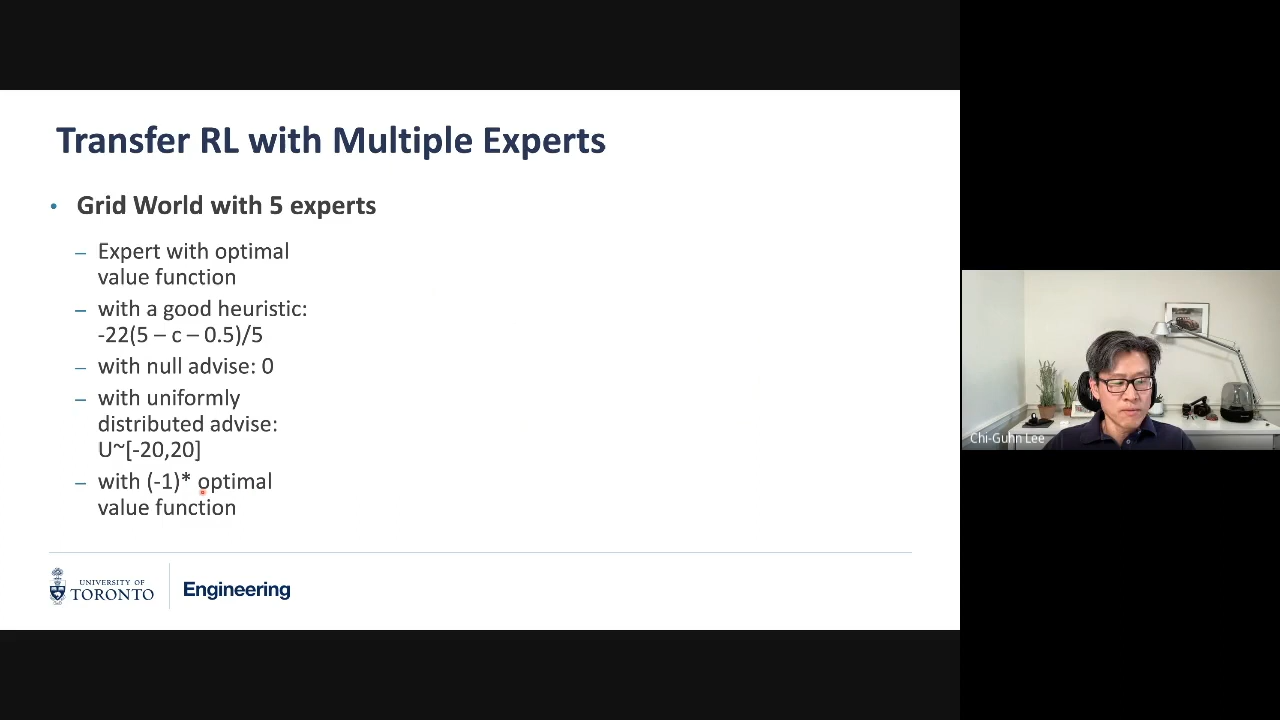 Transfer RL with Multiple Experts
• Grid World with 5 experts
– Expert with optimal
value function
– with a good heuristic:
-22(5 – c – 0.5)/5
– with null advise: 0
– with uniformly
distributed advise:
U~[-20,20]
– with (-1)* optimal
value function
UNIVERSITY OF
TORONTO
Engineering
Chi-Guhn Lee